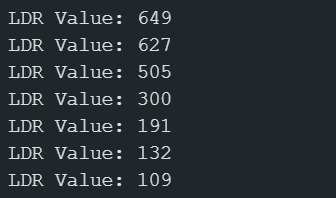 LDR Value: 649
LDR Value: 627
LDR Value: 505
LDR Value: 300
LDR Value: 191
LDR Value: 132
LDR Value: 109